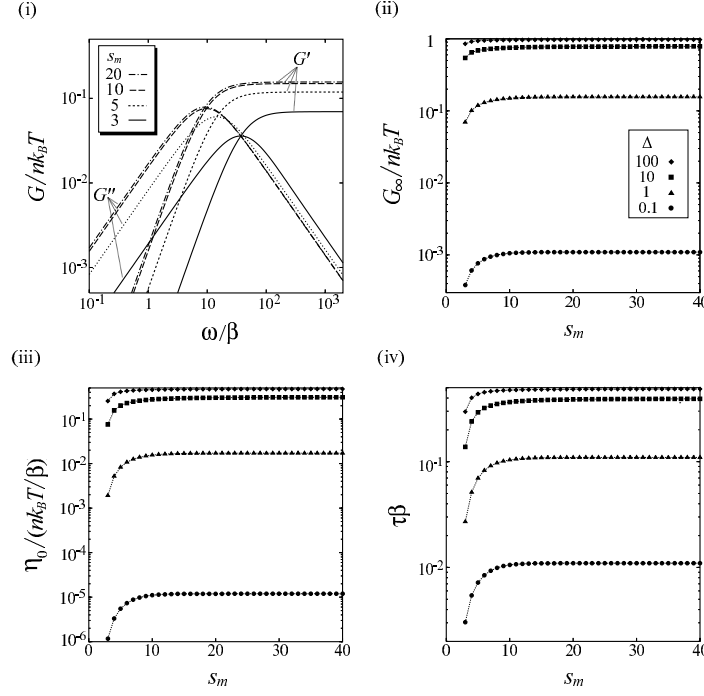 (i)
s_m
20
10
5
3
G′
G″
G/nk_BT
10^-1
10^-2
10^-3
10^-1
1
10^1
10^2
10^3
ω/β
(ii)
G_∞/nk_BT
1
10^-1
10^-2
10^-3
Δ
100
10
1
0.1
0
10
20
30
40
s_m
(iii)
η_0/(nk_BT/β)
10^-1
10^-2
10^-3
10^-4
10^-5
10^-6
0
10
20
30
40
s_m
(iv)
τβ
10^-1
10^-2
0
10
20
30
40
s_m